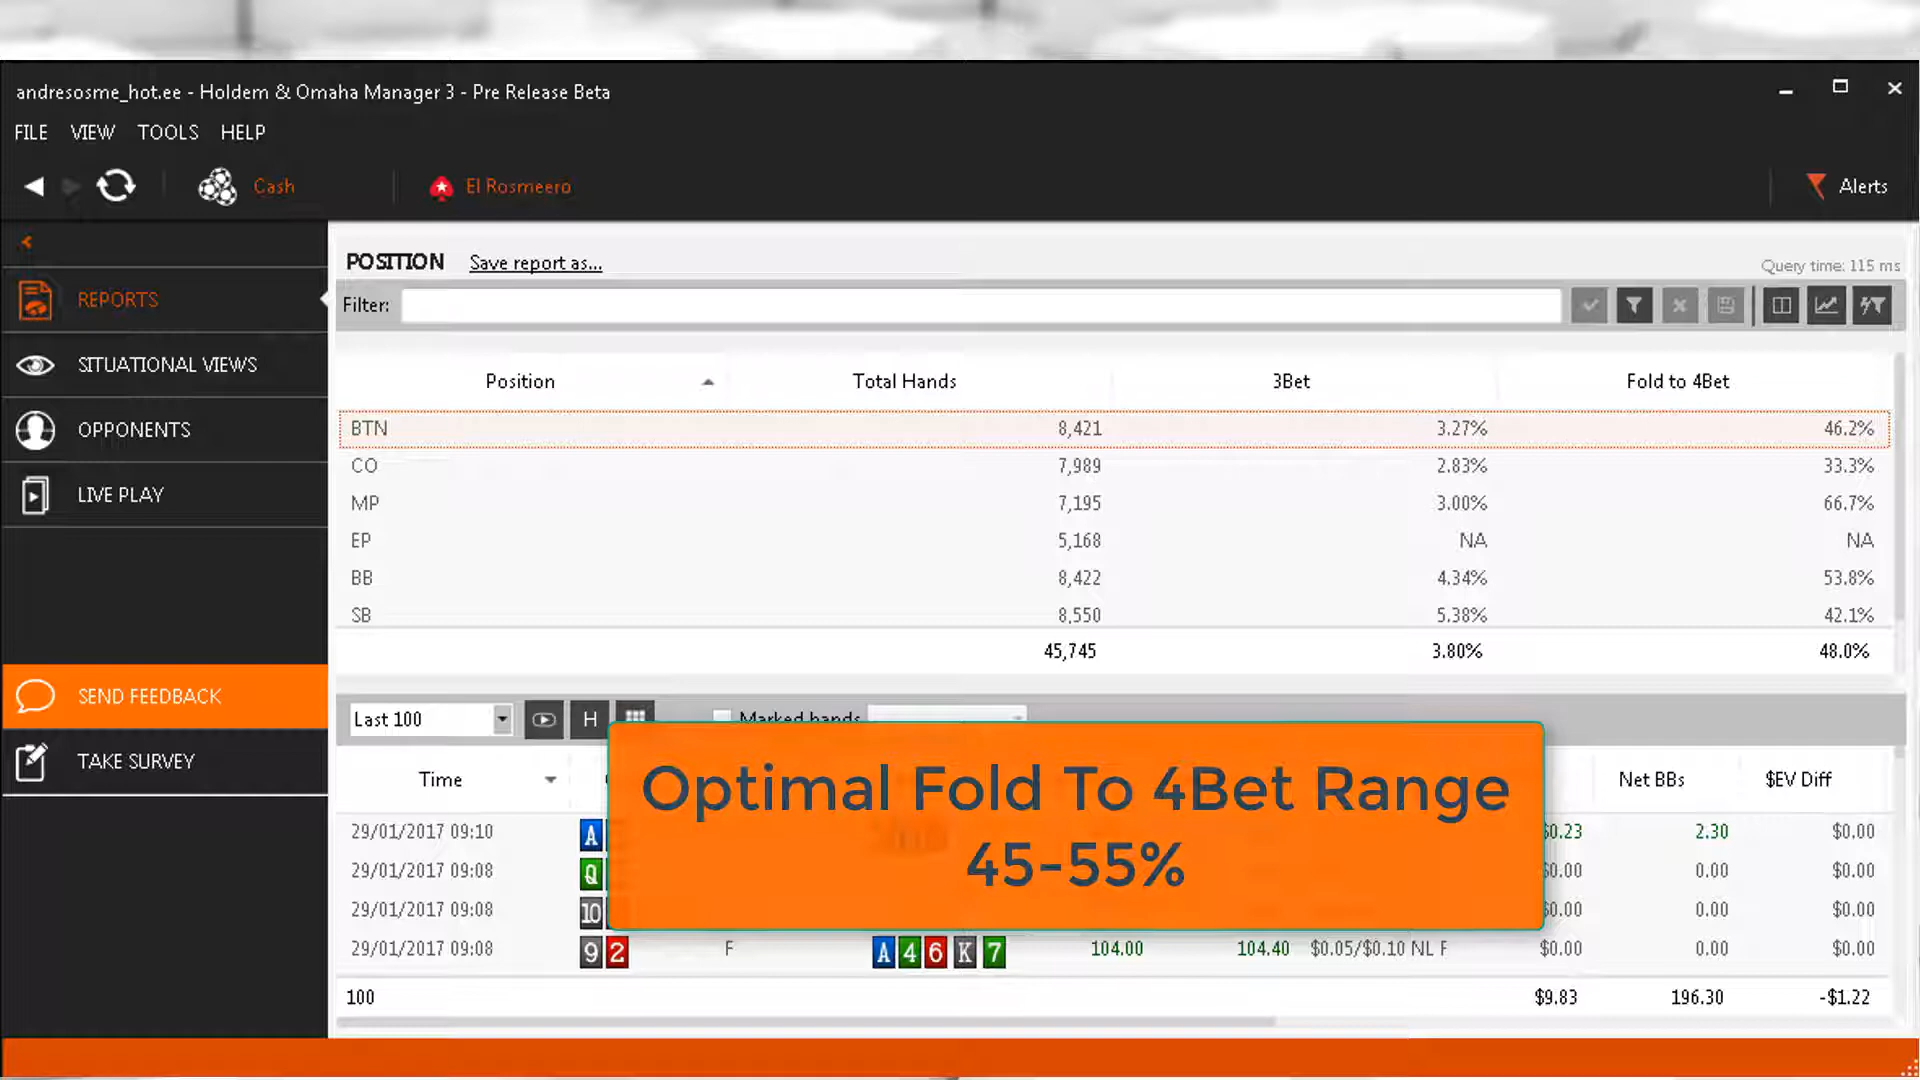 andresosme_hot.ee - Holdem & Omaha Manager 3 - Pre Release Beta
FILE VIEW TOOLS HELP
Cash El Rosmeero Alerts
POSITION Save report as...
Query time: 115 ms
REPORTS
Filter:
SITUATIONAL VIEWS
Position Total Hands 3Bet Fold to 4Bet
BTN 8,421 3.27% 46.2%
OPPONENTS
CO 7,989 2.83% 33.3%
LIVE PLAY
MP 7,195 3.00% 66.7%
EP 5,168 NA NA
BB 8,422 4.34% 53.8%
SB 8,550 5.38% 42.1%
45,745 3.80% 48.0%
SEND FEEDBACK
Last 100 H Marked hands
TAKE SURVEY
Time Net BBs $EV Diff
Optimal Fold To 4Bet Range
45-55%
29/01/2017 09:10 A $0.23 2.30 $0.00
29/01/2017 09:08 Q $0.00 0.00 $0.00
29/01/2017 09:08 10 $0.00 0.00 $0.00
29/01/2017 09:08 9 2 F A 4 6 K 7 104.00 104.40 $0.05/$0.10 NL F $0.00 0.00 $0.00
100 $9.83 196.30 -$1.22